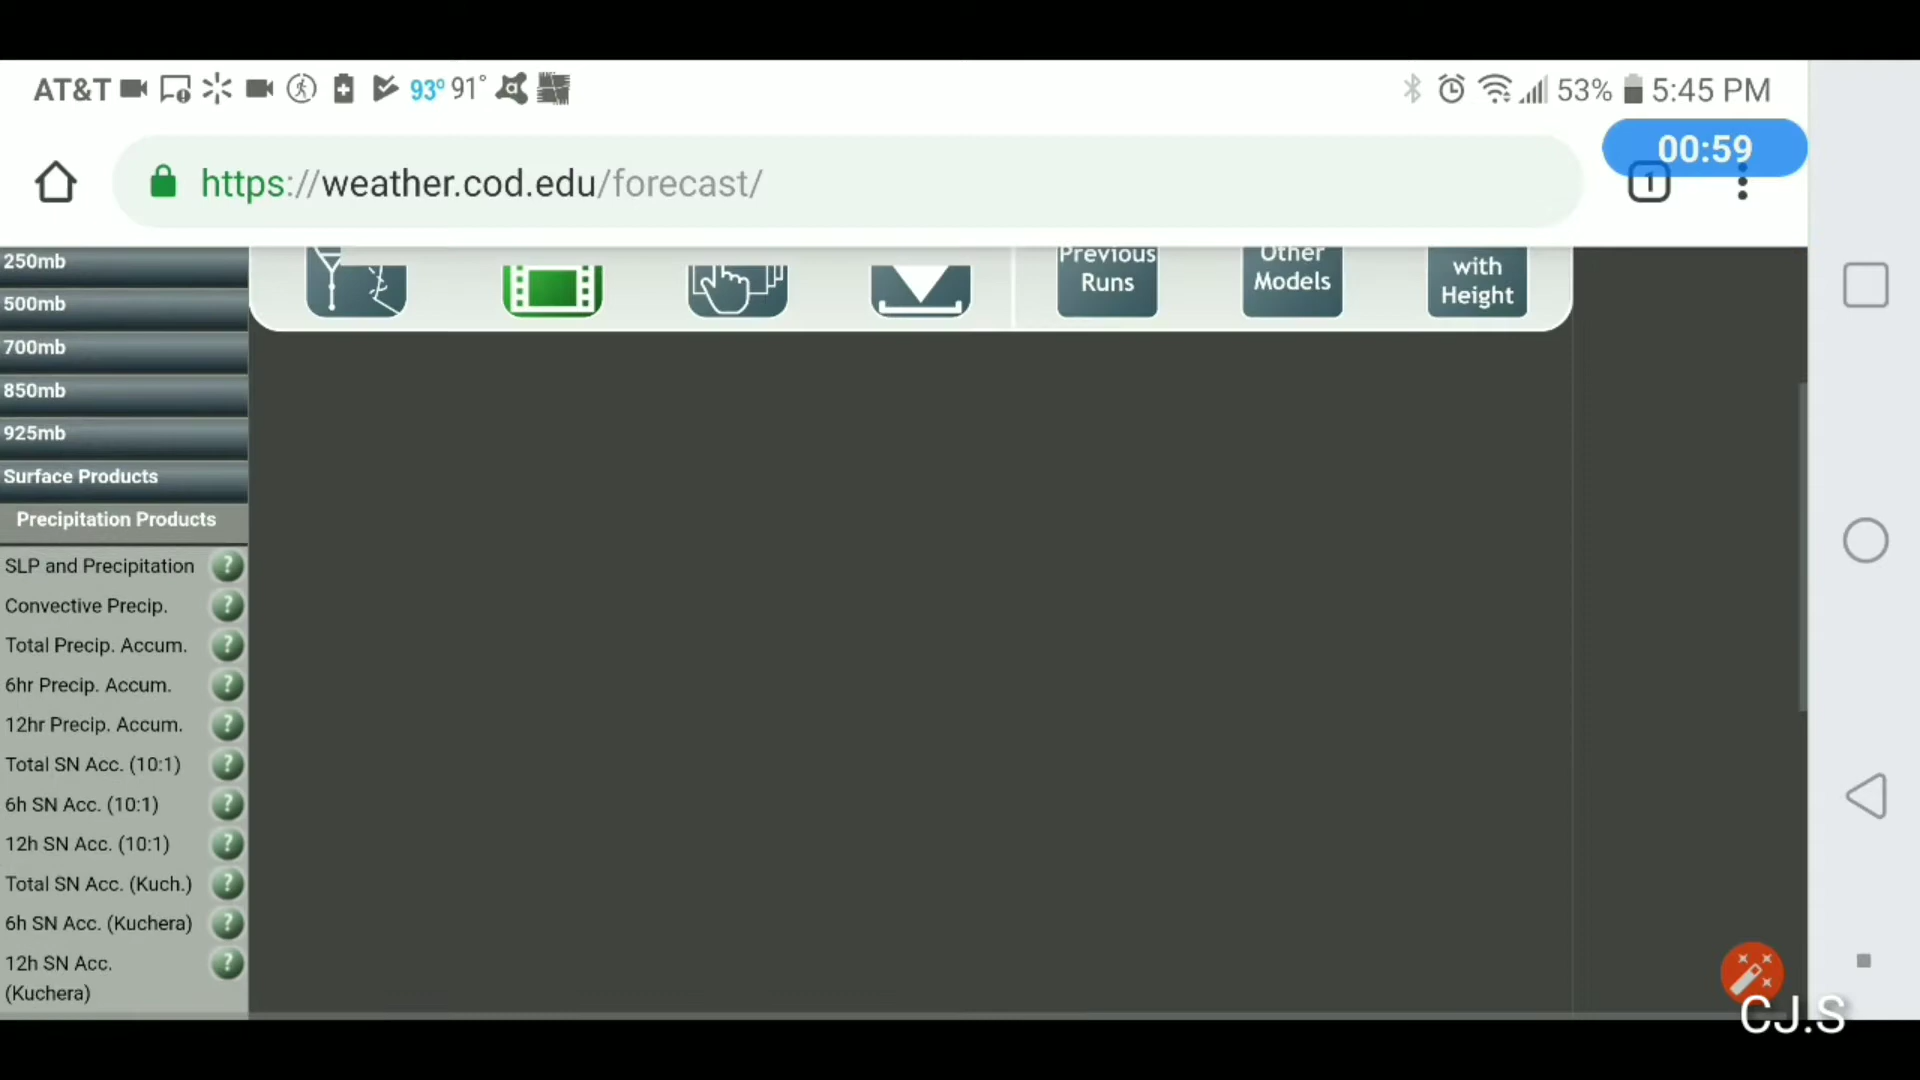 AT&T 93° 91° 53% 5:45 PM
00:59
https://weather.cod.edu/forecast/
1
250mb
500mb
700mb
850mb
925mb
Surface Products
Precipitation Products
SLP and Precipitation ?
Convective Precip. ?
Total Precip. Accum. ?
6hr Precip. Accum. ?
12hr Precip. Accum. ?
Total SN Acc. (10:1) ?
6h SN Acc. (10:1) ?
12h SN Acc. (10:1) ?
Total SN Acc. (Kuch.) ?
6h SN Acc. (Kuchera) ?
12h SN Acc. ?
(Kuchera)
Previous
Runs
Other
Models
with
Height
CJ.S